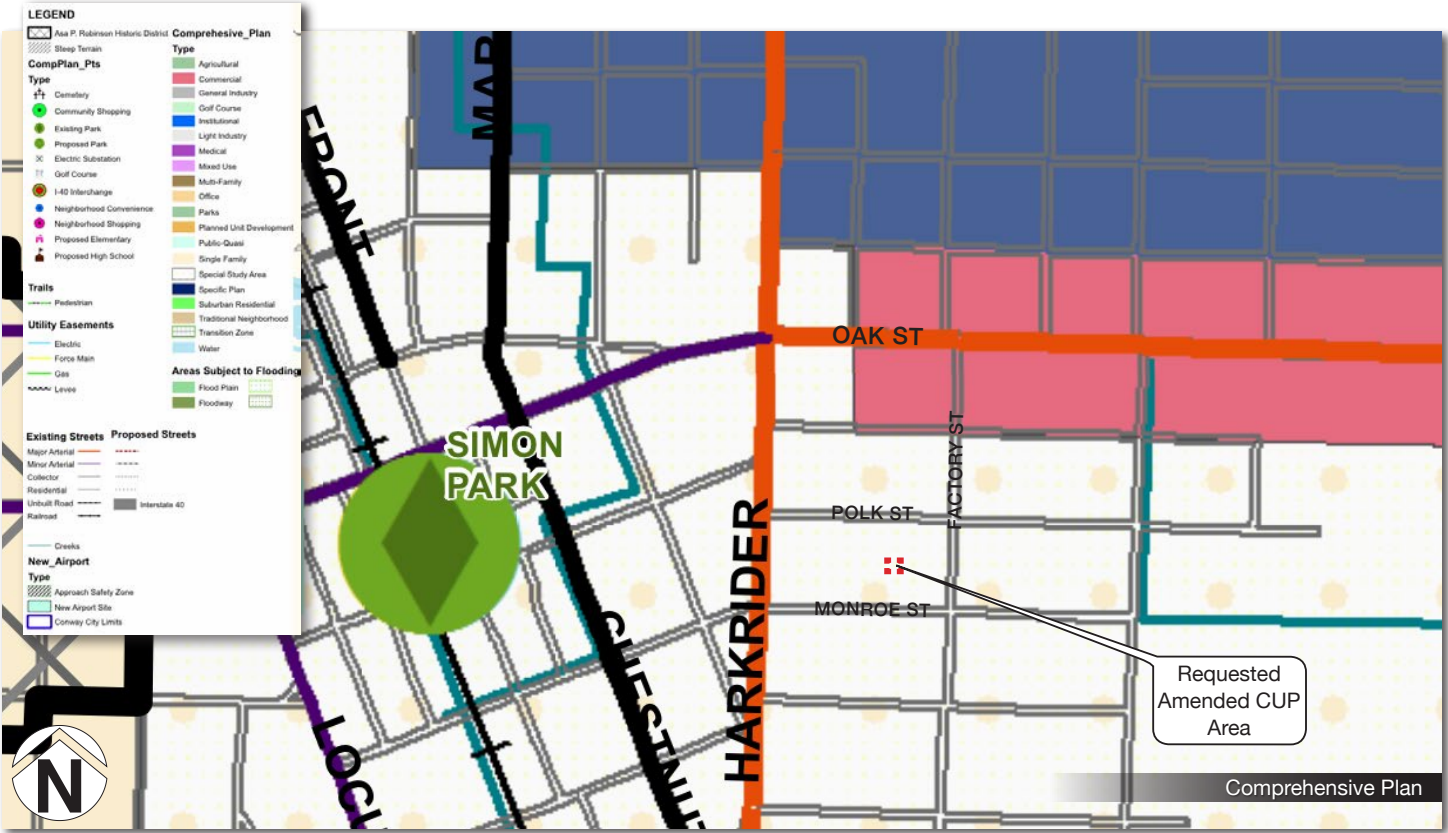 LEGEND
Asa P. Robinson Historic District
Steep Terrain
CompPlan_Pts
Type
Cemetery
Community Shopping
Existing Park
Proposed Park
Electric Substation
Golf Course
I-40 Interchange
Neighborhood Convenience
Neighborhood Shopping
Proposed Elementary
Proposed High School
Trails
Pedestrian
Utility Easements
Electric
Force Main
Gas
Levee
Comprehesive_Plan
Type
Agricultural
Commercial
General Industry
Golf Course
Institutional
Light Industry
Medical
Mixed Use
Multi-Family
Office
Parks
Planned Unit Development
Public-Quasi
Single Family
Special Study Area
Specific Plan
Suburban Residential
Traditional Neighborhood
Transition Zone
Water
Areas Subject to Flooding
Flood Plain
Floodway
Existing Streets
Major Arterial
Minor Arterial
Collector
Residential
Unbuilt Road
Railroad
Proposed Streets
Interstate 40
Creeks
New_Airport
Type
Approach Safety Zone
New Airport Site
Conway City Limits
FRONT
MAR
OAK ST
SIMON
PARK
FACTORY ST
POLK ST
MONROE ST
HARKRIDER
CHESTNUT
LOCU
Requested
Amended CUP
Area
N
Comprehensive Plan